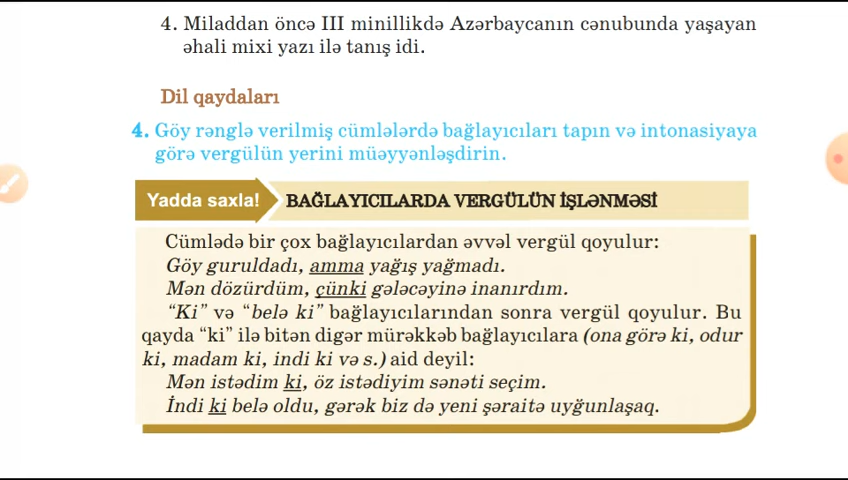 4. Miladdan öncə III minillikdə Azərbaycanın cənubunda yaşayan
əhali mixi yazı ilə tanış idi.
Dil qaydaları
4. Göy rənglə verilmiş cümlələrdə bağlayıcıları tapın və intonasiyaya
görə vergülün yerini müəyyənləşdirin.
Yadda saxla! BAĞLAYICILARDA VERGÜLÜN İŞLƏNMƏSİ
Cümlədə bir çox bağlayıcılardan əvvəl vergül qoyulur:
Göy guruldadı, amma yağış yağmadı.
Mən dözürdüm, çünki gələcəyinə inanırdım.
“Ki” və “belə ki” bağlayıcılarından sonra vergül qoyulur. Bu
qayda “ki” ilə bitən digər mürəkkəb bağlayıcılara (ona görə ki, odur
ki, madam ki, indi ki və s.) aid deyil:
Mən istədim ki, öz istədiyim sənəti seçim.
İndi ki belə oldu, gərək biz də yeni şəraitə uyğunlaşaq.